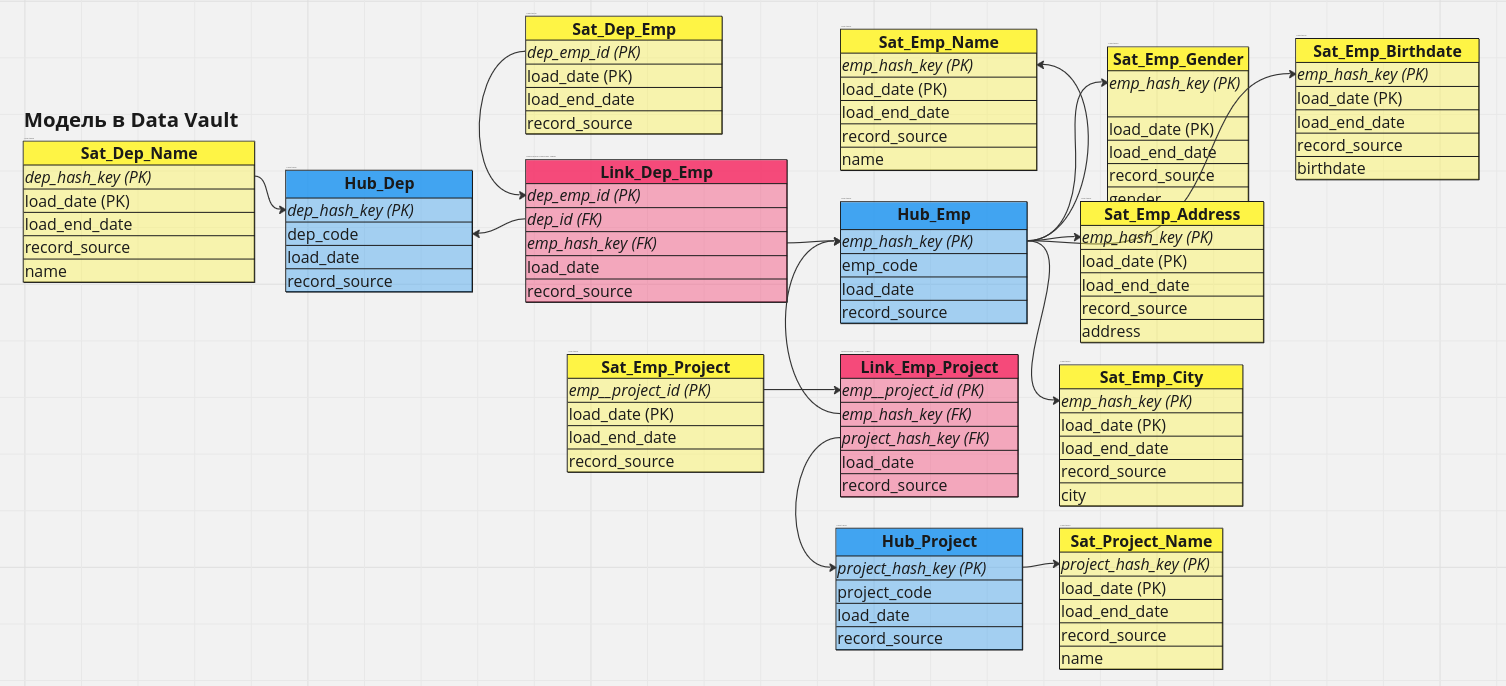 Модель в Data Vault
Sat_Dep_Name
dep_hash_key (PK)
load_date (PK)
load_end_date
record_source
name
Hub_Dep
dep_hash_key (PK)
dep_code
load_date
record_source
Sat_Dep_Emp
dep_emp_id (PK)
load_date (PK)
load_end_date
record_source
Link_Dep_Emp
dep_emp_id (PK)
dep_id (FK)
emp_hash_key (FK)
load_date
record_source
Sat_Emp_Name
emp_hash_key (PK)
load_date (PK)
load_end_date
record_source
name
Sat_Emp_Gender
emp_hash_key (PK)
load_date (PK)
load_end_date
record_source
gender
Sat_Emp_Birthdate
emp_hash_key (PK)
load_date (PK)
load_end_date
record_source
birthdate
Hub_Emp
emp_hash_key (PK)
emp_code
load_date
record_source
Sat_Emp_Address
emp_hash_key (PK)
load_date (PK)
load_end_date
record_source
address
Sat_Emp_Project
emp__project_id (PK)
load_date (PK)
load_end_date
record_source
Link_Emp_Project
emp__project_id (PK)
emp_hash_key (FK)
project_hash_key (FK)
load_date
record_source
Sat_Emp_City
emp_hash_key (PK)
load_date (PK)
load_end_date
record_source
city
Hub_Project
project_hash_key (PK)
project_code
load_date
record_source
Sat_Project_Name
project_hash_key (PK)
load_date (PK)
load_end_date
record_source
name